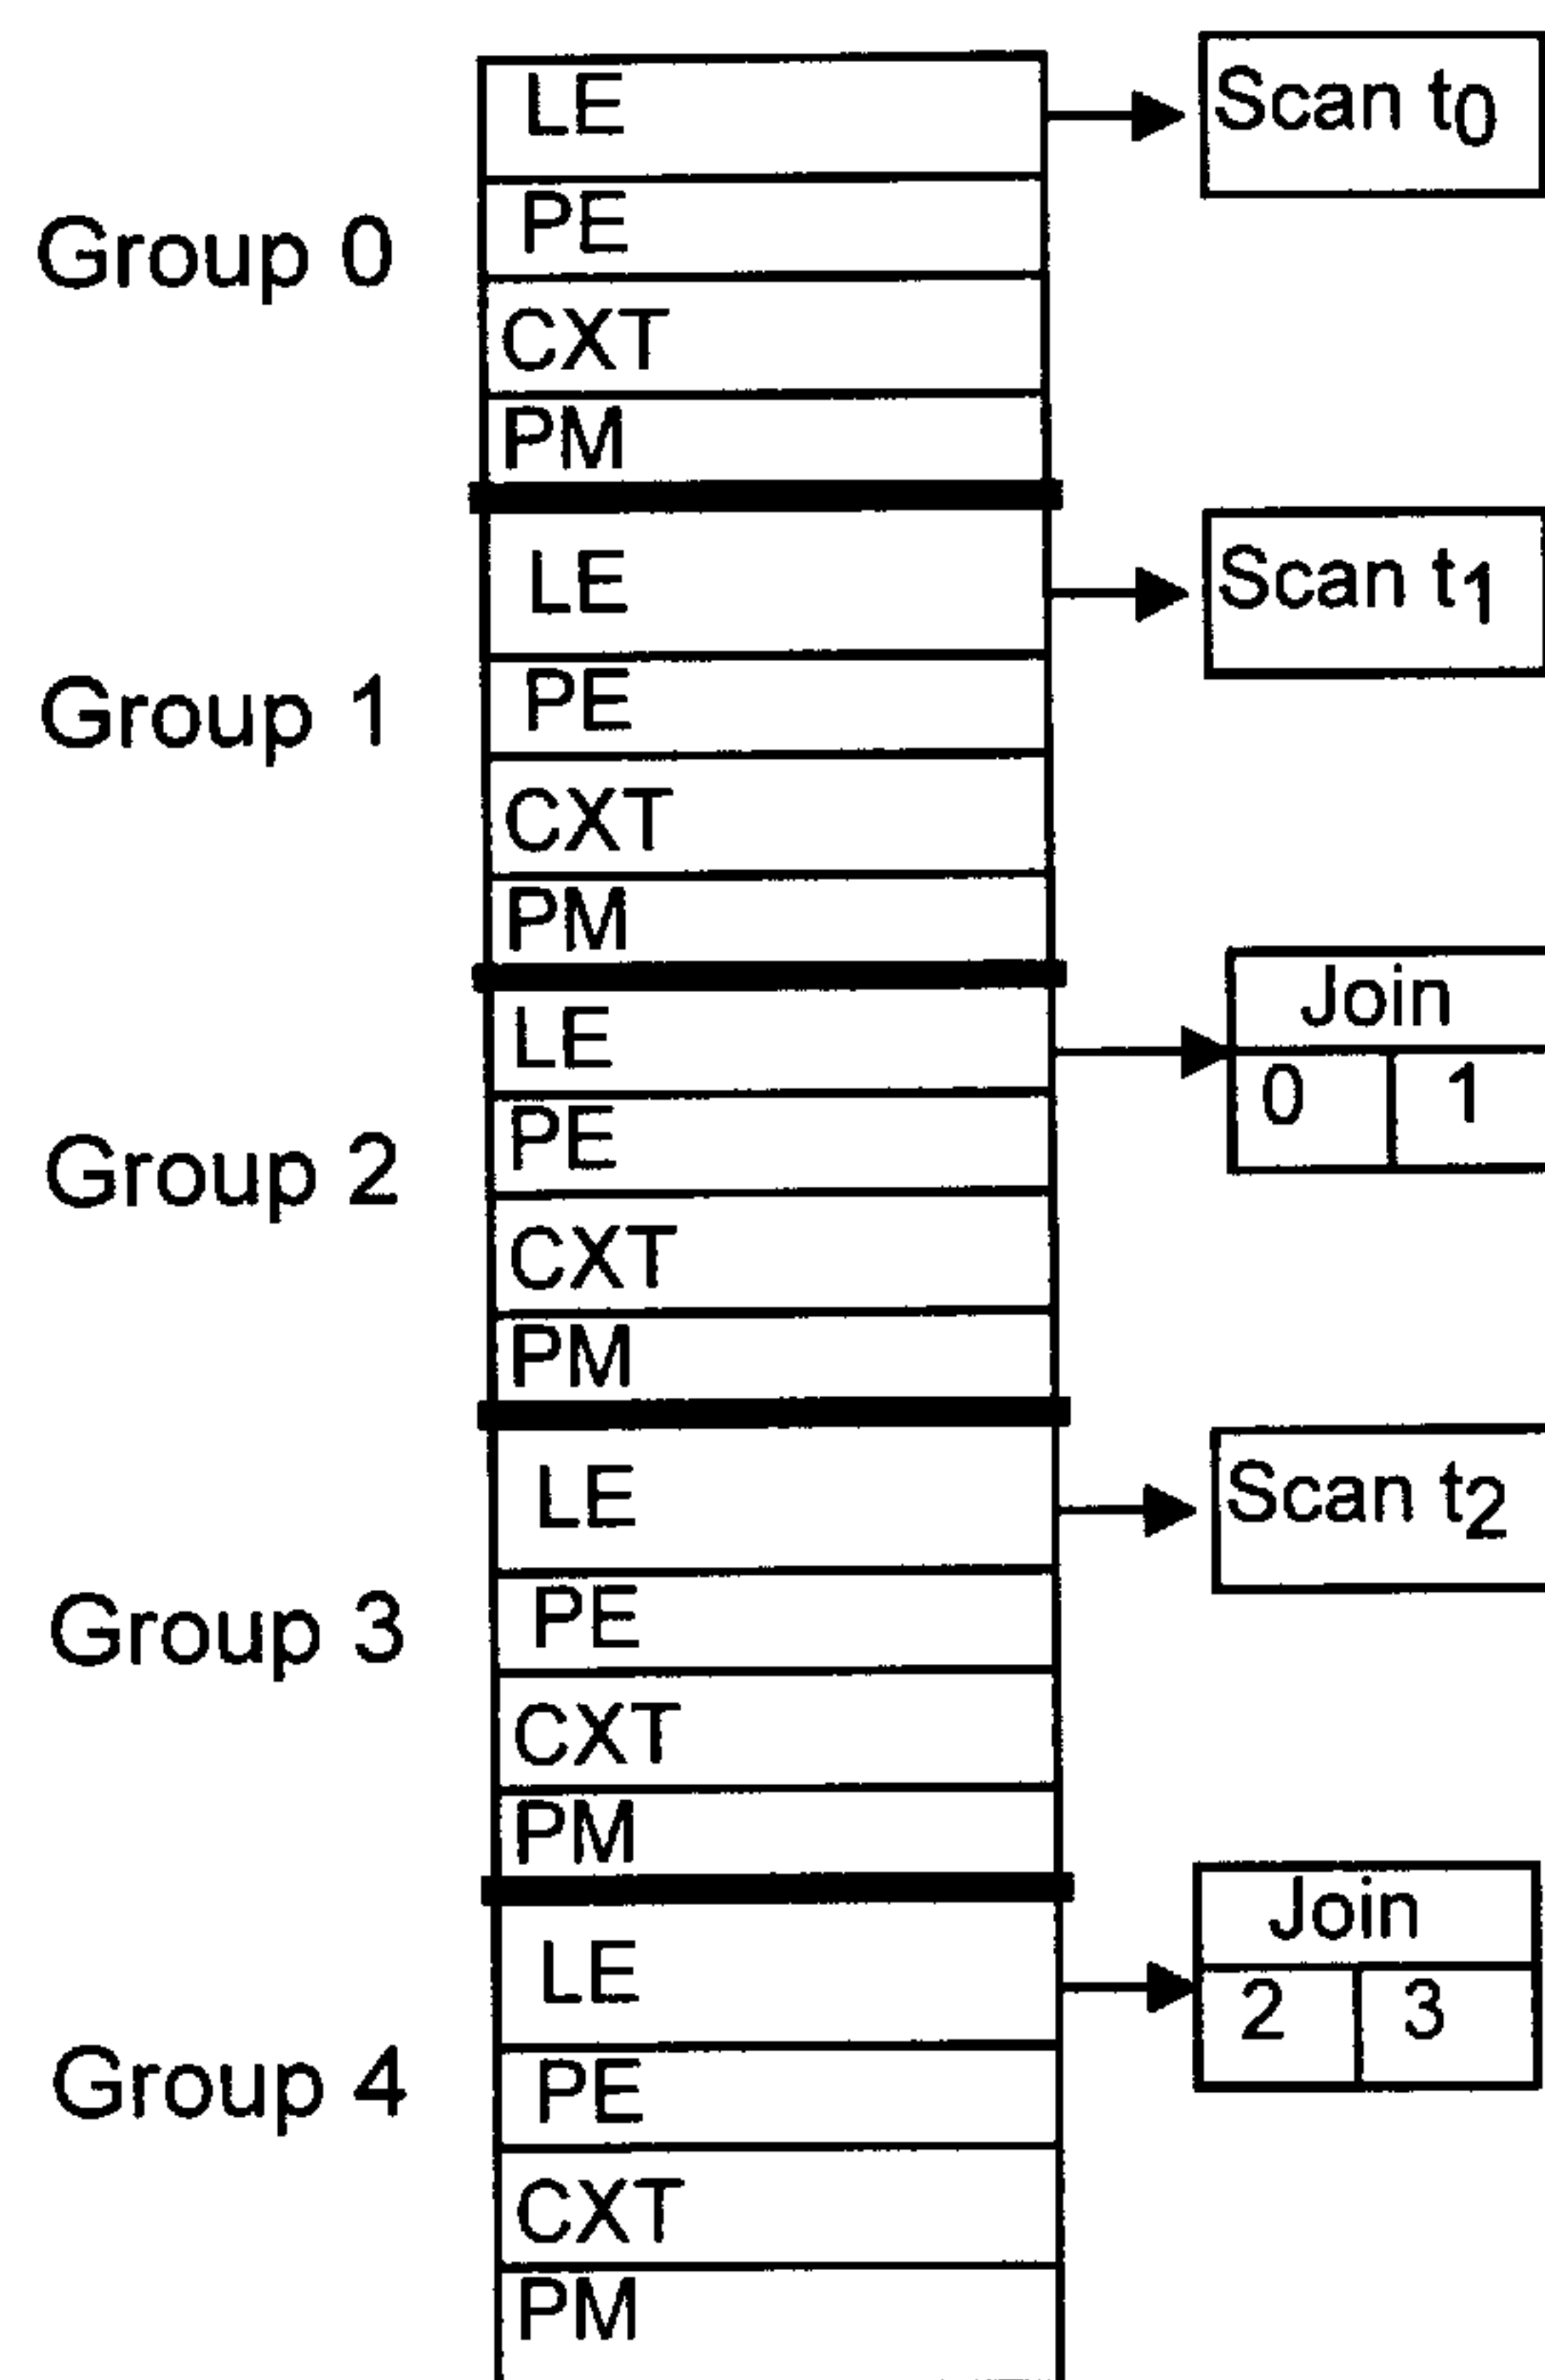 LE
Scan t0
PE
Group 0
CXT
PM
LE
Scan t1
PE
Group 1
CXT
PM
Join
LE
0 1
PE
Group 2
CXT
PM
LE
Scan t2
PE
Group 3
CXT
PM
Join
LE
2 3
PE
Group 4
CXT
PM